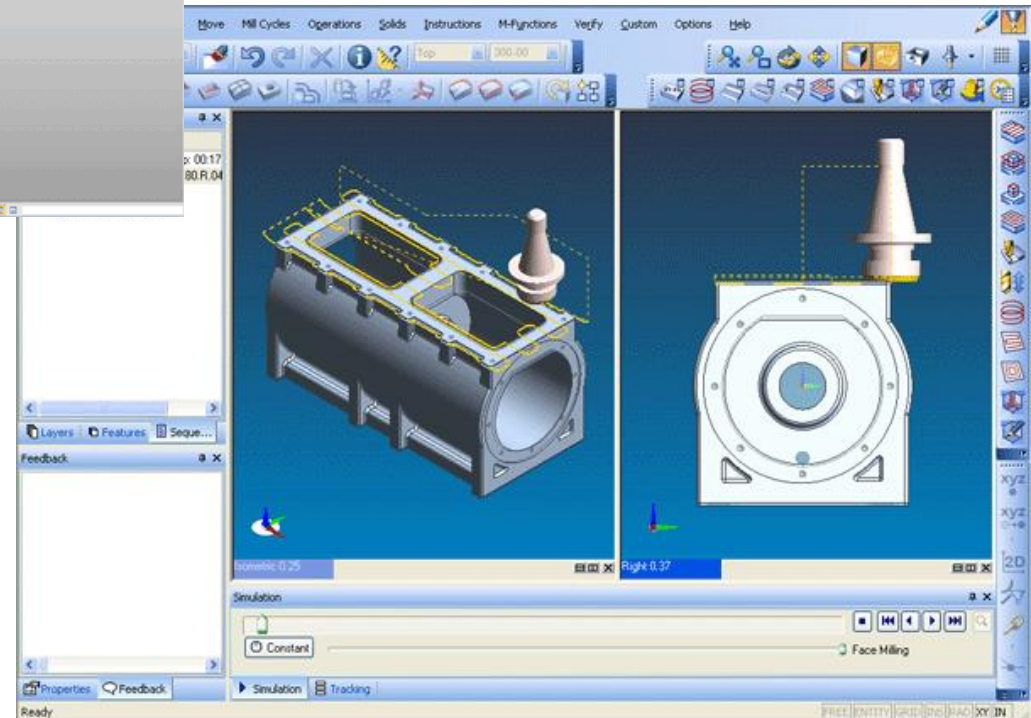 Move Mill Cycles Operations Solids Instructions M-Functions Verify Custom Options Help
Top 300.00
p: 00:17
80.R.04
Layers Features Seque...
Feedback
Isometric 0.25
Right 0.37
Simulation
Constant
Face Milling
Properties Feedback
Simulation Tracking
Ready
FREE ENTITY GRID INS RAD XY IN
xyz
xyz
2D